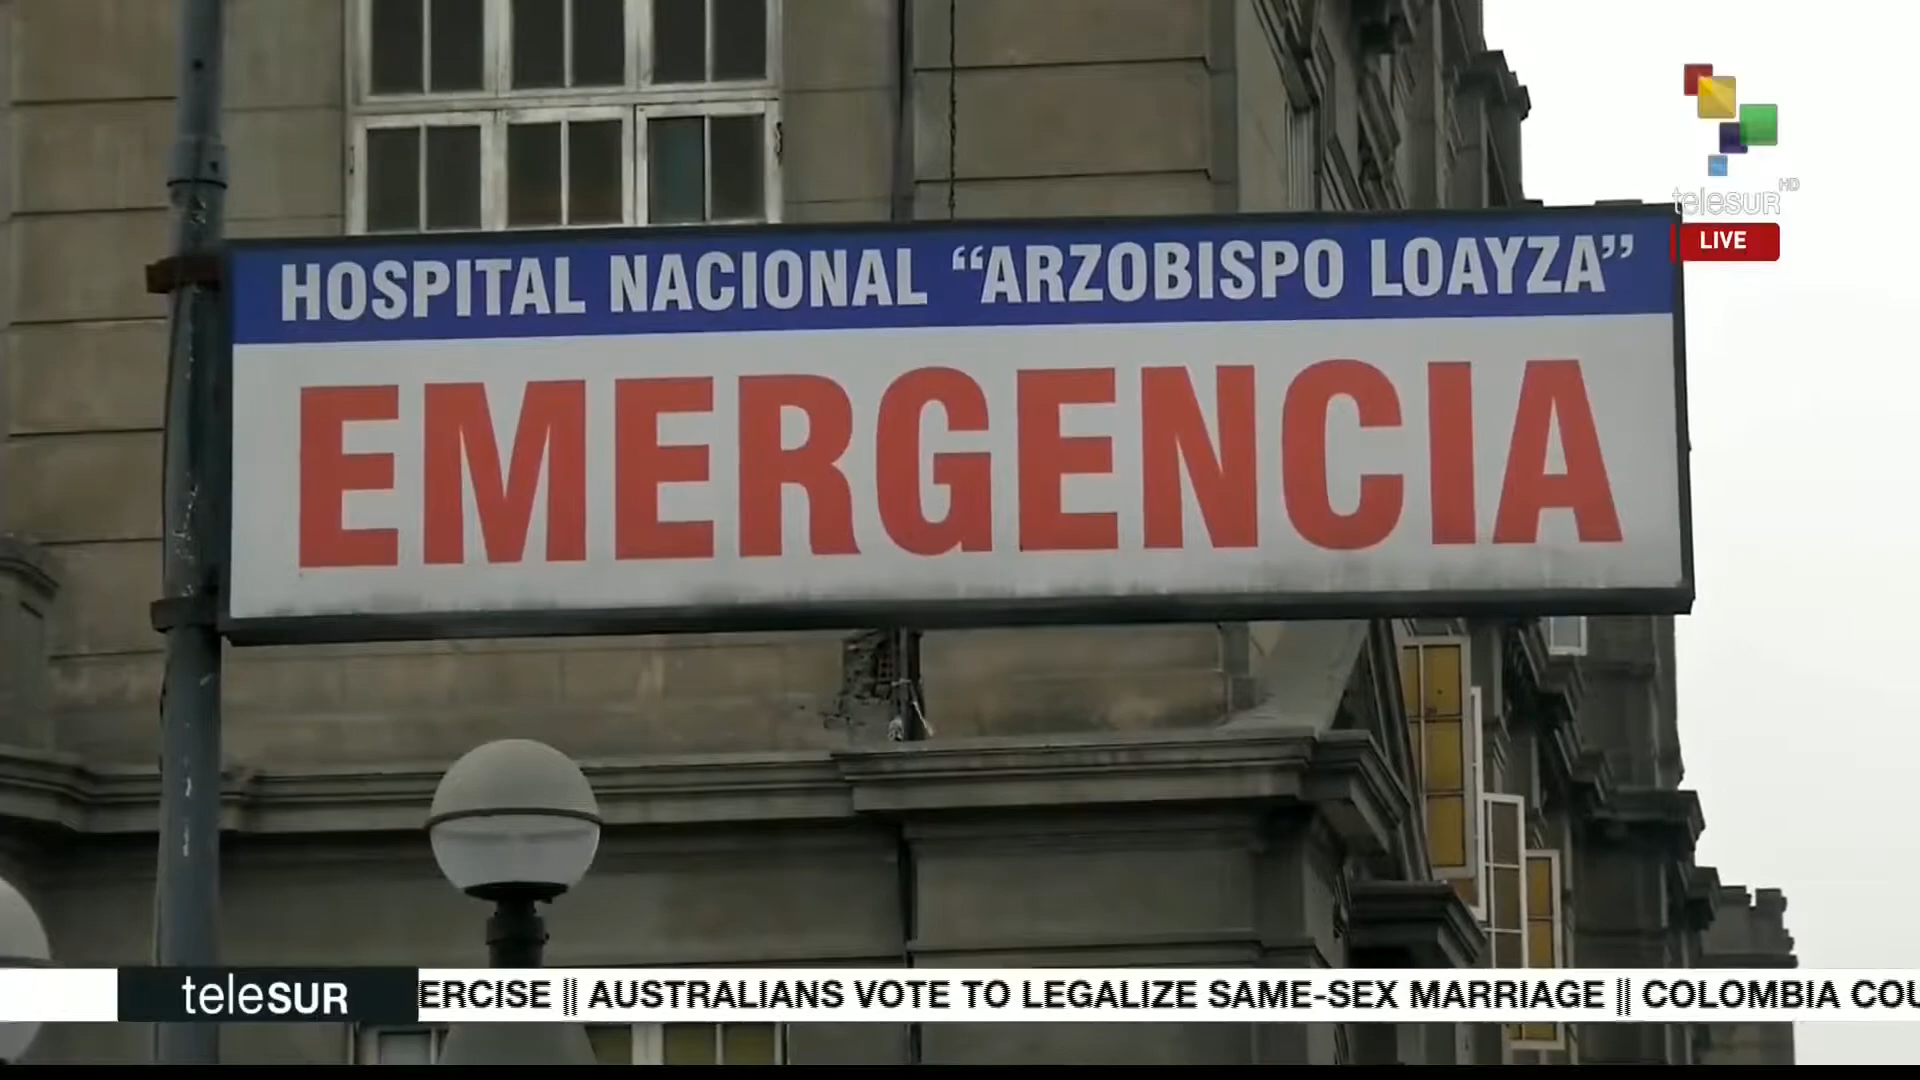 teleSUR HD
LIVE
HOSPITAL NACIONAL “ARZOBISPO LOAYZA”
EMERGENCIA
teleSUR
ERCISE || AUSTRALIANS VOTE TO LEGALIZE SAME-SEX MARRIAGE || COLOMBIA COU